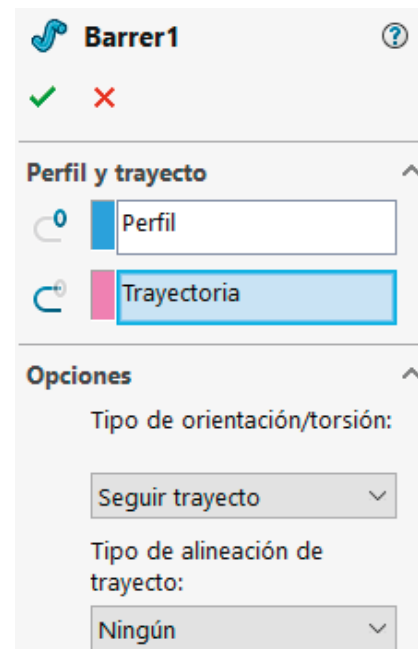 Barrer1
Perfil y trayecto
Perfil
Trayectoria
Opciones
Tipo de orientación/torsión:
Seguir trayecto
Tipo de alineación de
trayecto:
Ningún